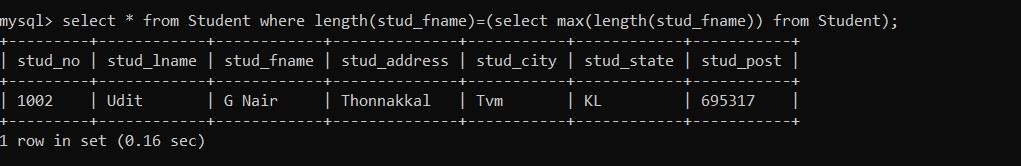 mysql> select * from Student where length(stud_fname)=(select max(length(stud_fname)) from Student);
+---------+------------+------------+--------------+-----------+------------+-----------+
| stud_no | stud_lname | stud_fname | stud_address | stud_city | stud_state | stud_post |
+---------+------------+------------+--------------+-----------+------------+-----------+
| 1002    | Udit       | G Nair     | Thonnakkal   | Tvm       | KL         | 695317    |
+---------+------------+------------+--------------+-----------+------------+-----------+
1 row in set (0.16 sec)